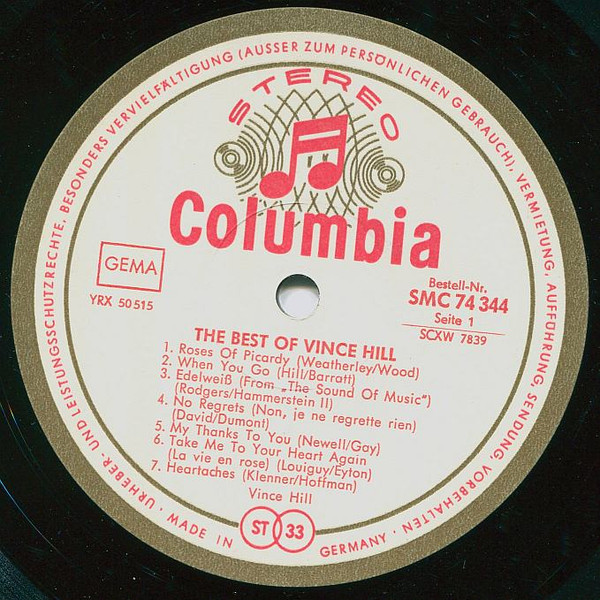 URHEBER- UND LEISTUNGSSCHUTZRECHTE, BESONDERS VERVIELFÄLTIGUNG (AUSSER ZUM PERSÖNLICHEN GEBRAUCH), VERMIETUNG, AUFFÜHRUNG, SENDUNG VORBEHALTEN ·
STEREO
Columbia
GEMA
YRX 50 515
Bestell-Nr.
SMC 74 344
Seite 1
SCXW 7839
THE BEST OF VINCE HILL
1. Roses Of Picardy (Weatherley/Wood)
2. When You Go (Hill/Barratt)
3. Edelweiß (From „The Sound Of Music")
(Rodgers/Hammerstein II)
4. No Regrets (Non, je ne regrette rien)
(David/Dumont)
5. My Thanks To You (Newell/Gay)
6. Take Me To Your Heart Again
(La vie en rose) (Louiguy/Eyton)
7. Heartaches (Klenner/Hoffman)
Vince Hill
ST 33
· MADE IN GERMANY ·